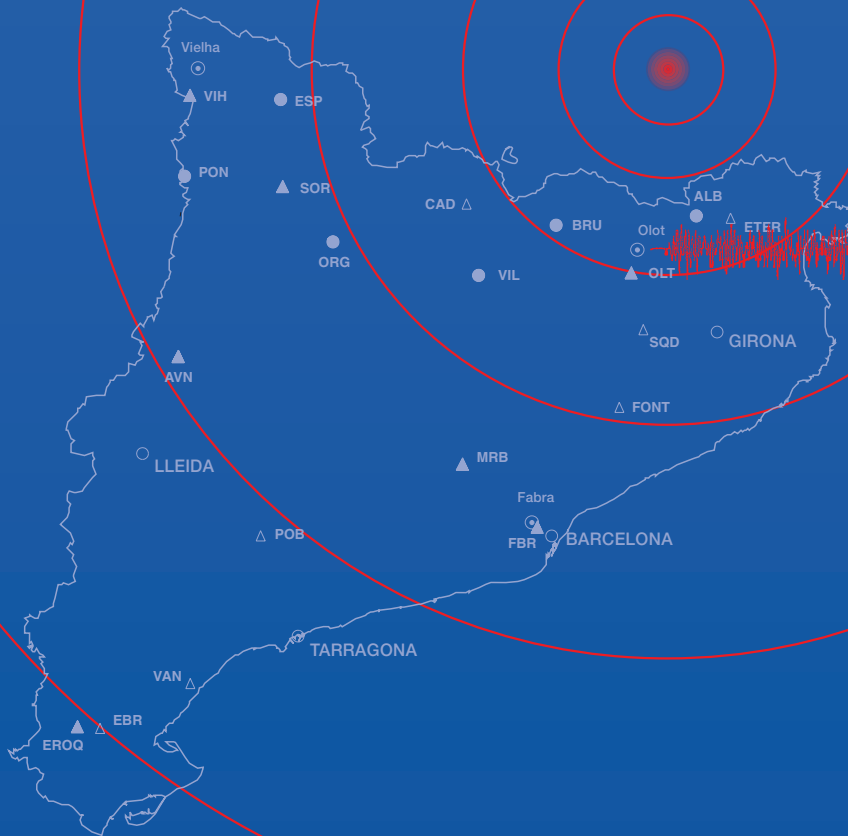 Vielha
VIH
ESP
PON
SOR
CAD
ALB
BRU
Olot
ETER
ORG
VIL
OLT
SQD
GIRONA
AVN
FONT
LLEIDA
MRB
Fabra
POB
FBR
BARCELONA
TARRAGONA
VAN
EBR
EROQ